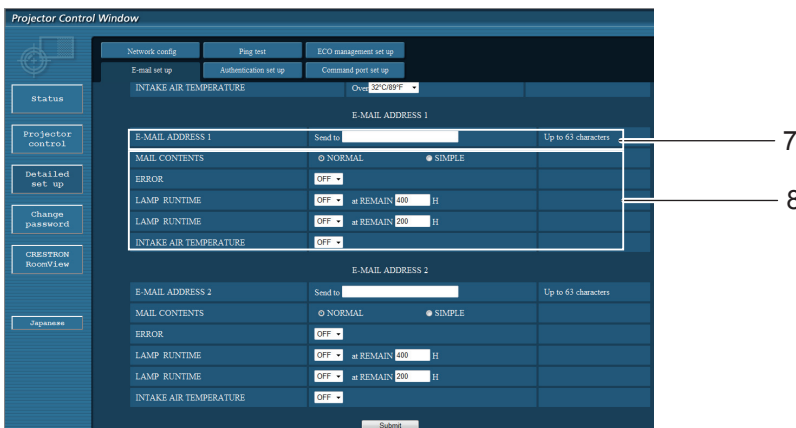 Projector Control Window
Network config Ping test ECO management set up
E-mail set up Authentication set up Command port set up
INTAKE AIR TEMPERATURE Over 32°C/89°F
Status
E-MAIL ADDRESS 1
E-MAIL ADDRESS 1 Send to Up to 63 characters 7
Projector control
MAIL CONTENTS NORMAL SIMPLE
ERROR OFF
Detailed set up
LAMP RUNTIME OFF at REMAIN 400 H 8
LAMP RUNTIME OFF at REMAIN 200 H
Change password
INTAKE AIR TEMPERATURE OFF
CRESTRON RoomView
E-MAIL ADDRESS 2
E-MAIL ADDRESS 2 Send to Up to 63 characters
MAIL CONTENTS NORMAL SIMPLE
Japanese
ERROR OFF
LAMP RUNTIME OFF at REMAIN 400 H
LAMP RUNTIME OFF at REMAIN 200 H
INTAKE AIR TEMPERATURE OFF
Submit